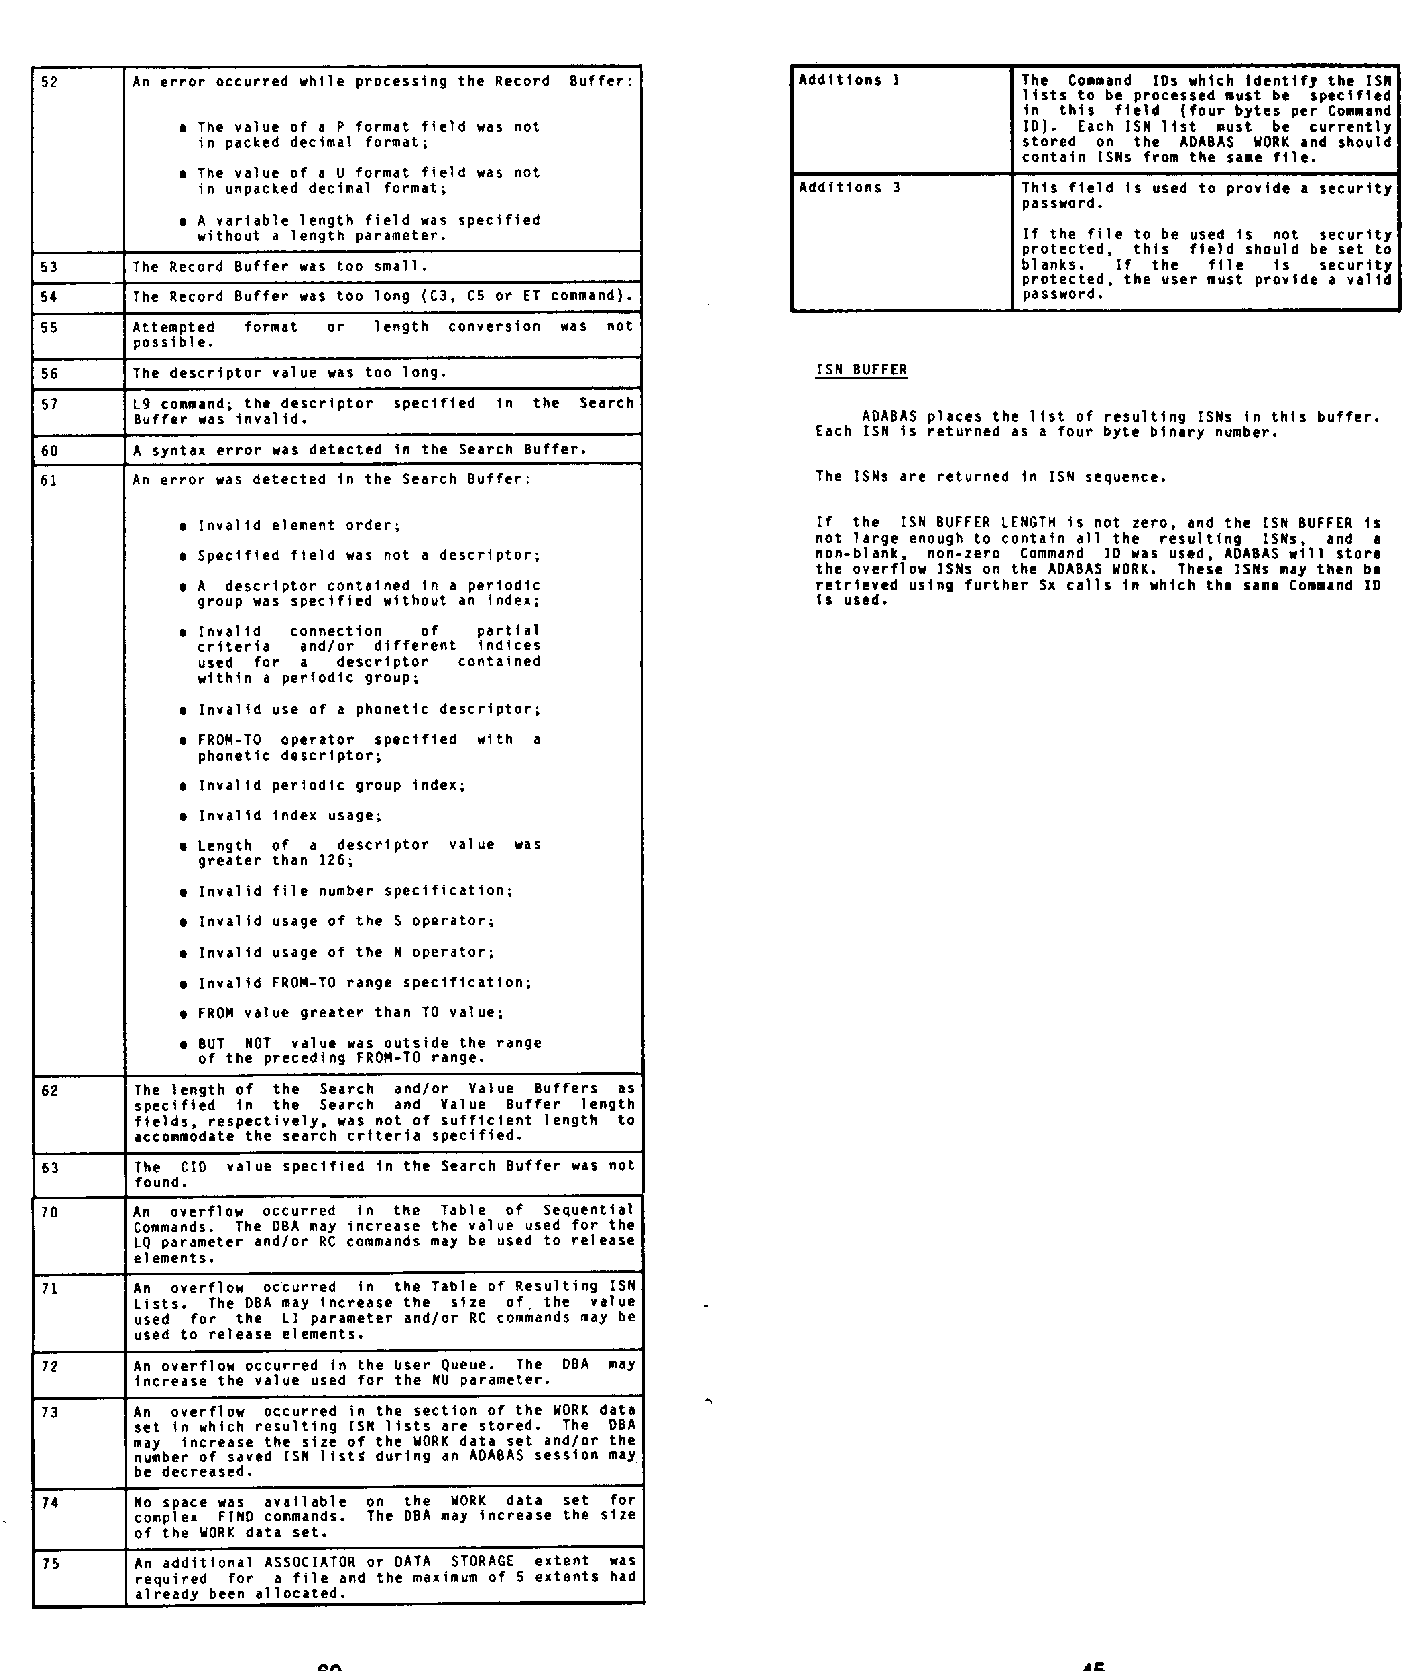 52 An error occurred while processing the Record Buffer:
• The value of a P format field was not
in packed decimal format;
• The value of a U format field was not
in unpacked decimal format;
• A variable length field was specified
without a length parameter.
53 The Record Buffer was too small.
54 The Record Buffer was too long (C3, C5 or ET command).
55 Attempted format or length conversion was not
possible.
56 The descriptor value was too long.
57 L9 command; the descriptor specified in the Search
Buffer was invalid.
60 A syntax error was detected in the Search Buffer.
61 An error was detected in the Search Buffer:
• Invalid element order;
• Specified field was not a descriptor;
• A descriptor contained in a periodic
group was specified without an index;
• Invalid connection of partial
criteria and/or different indices
used for a descriptor contained
within a periodic group;
• Invalid use of a phonetic descriptor;
• FROM-TO operator specified with a
phonetic descriptor;
• Invalid periodic group index;
• Invalid index usage;
• Length of a descriptor value was
greater than 126;
• Invalid file number specification;
• Invalid usage of the S operator;
• Invalid usage of the N operator;
• Invalid FROM-TO range specification;
• FROM value greater than TO value;
• BUT NOT value was outside the range
of the preceding FROM-TO range.
62 The length of the Search and/or Value Buffers as
specified in the Search and Value Buffer length
fields, respectively, was not of sufficient length to
accommodate the search criteria specified.
63 The CID value specified in the Search Buffer was not
found.
70 An overflow occurred in the Table of Sequential
Commands. The DBA may increase the value used for the
LQ parameter and/or RC commands may be used to release
elements.
71 An overflow occurred in the Table of Resulting ISN
Lists. The DBA may increase the size of the value
used for the LI parameter and/or RC commands may be
used to release elements.
72 An overflow occurred in the User Queue. The DBA may
increase the value used for the NU parameter.
73 An overflow occurred in the section of the WORK data
set in which resulting ISN lists are stored. The DBA
may increase the size of the WORK data set and/or the
number of saved ISN lists during an ADABAS session may
be decreased.
74 No space was available on the WORK data set for
complex FIND commands. The DBA may increase the size
of the WORK data set.
75 An additional ASSOCIATOR or DATA STORAGE extent was
required for a file and the maximum of 5 extents had
already been allocated.
Additions 1 The Command IDs which identify the ISN
lists to be processed must be specified
in this field (four bytes per Command
ID). Each ISN list must be currently
stored on the ADABAS WORK and should
contain ISNs from the same file.
Additions 3 This field is used to provide a security
password.
If the file to be used is not security
protected, this field should be set to
blanks. If the file is security
protected, the user must provide a valid
password.
ISN BUFFER
ADABAS places the list of resulting ISNs in this buffer.
Each ISN is returned as a four byte binary number.
The ISNs are returned in ISN sequence.
If the ISN BUFFER LENGTH is not zero, and the ISN BUFFER is
not large enough to contain all the resulting ISNs, and a
non-blank, non-zero Command ID was used, ADABAS will store
the overflow ISNs on the ADABAS WORK. These ISNs may then be
retrieved using further Sx calls in which the same Command ID
is used.